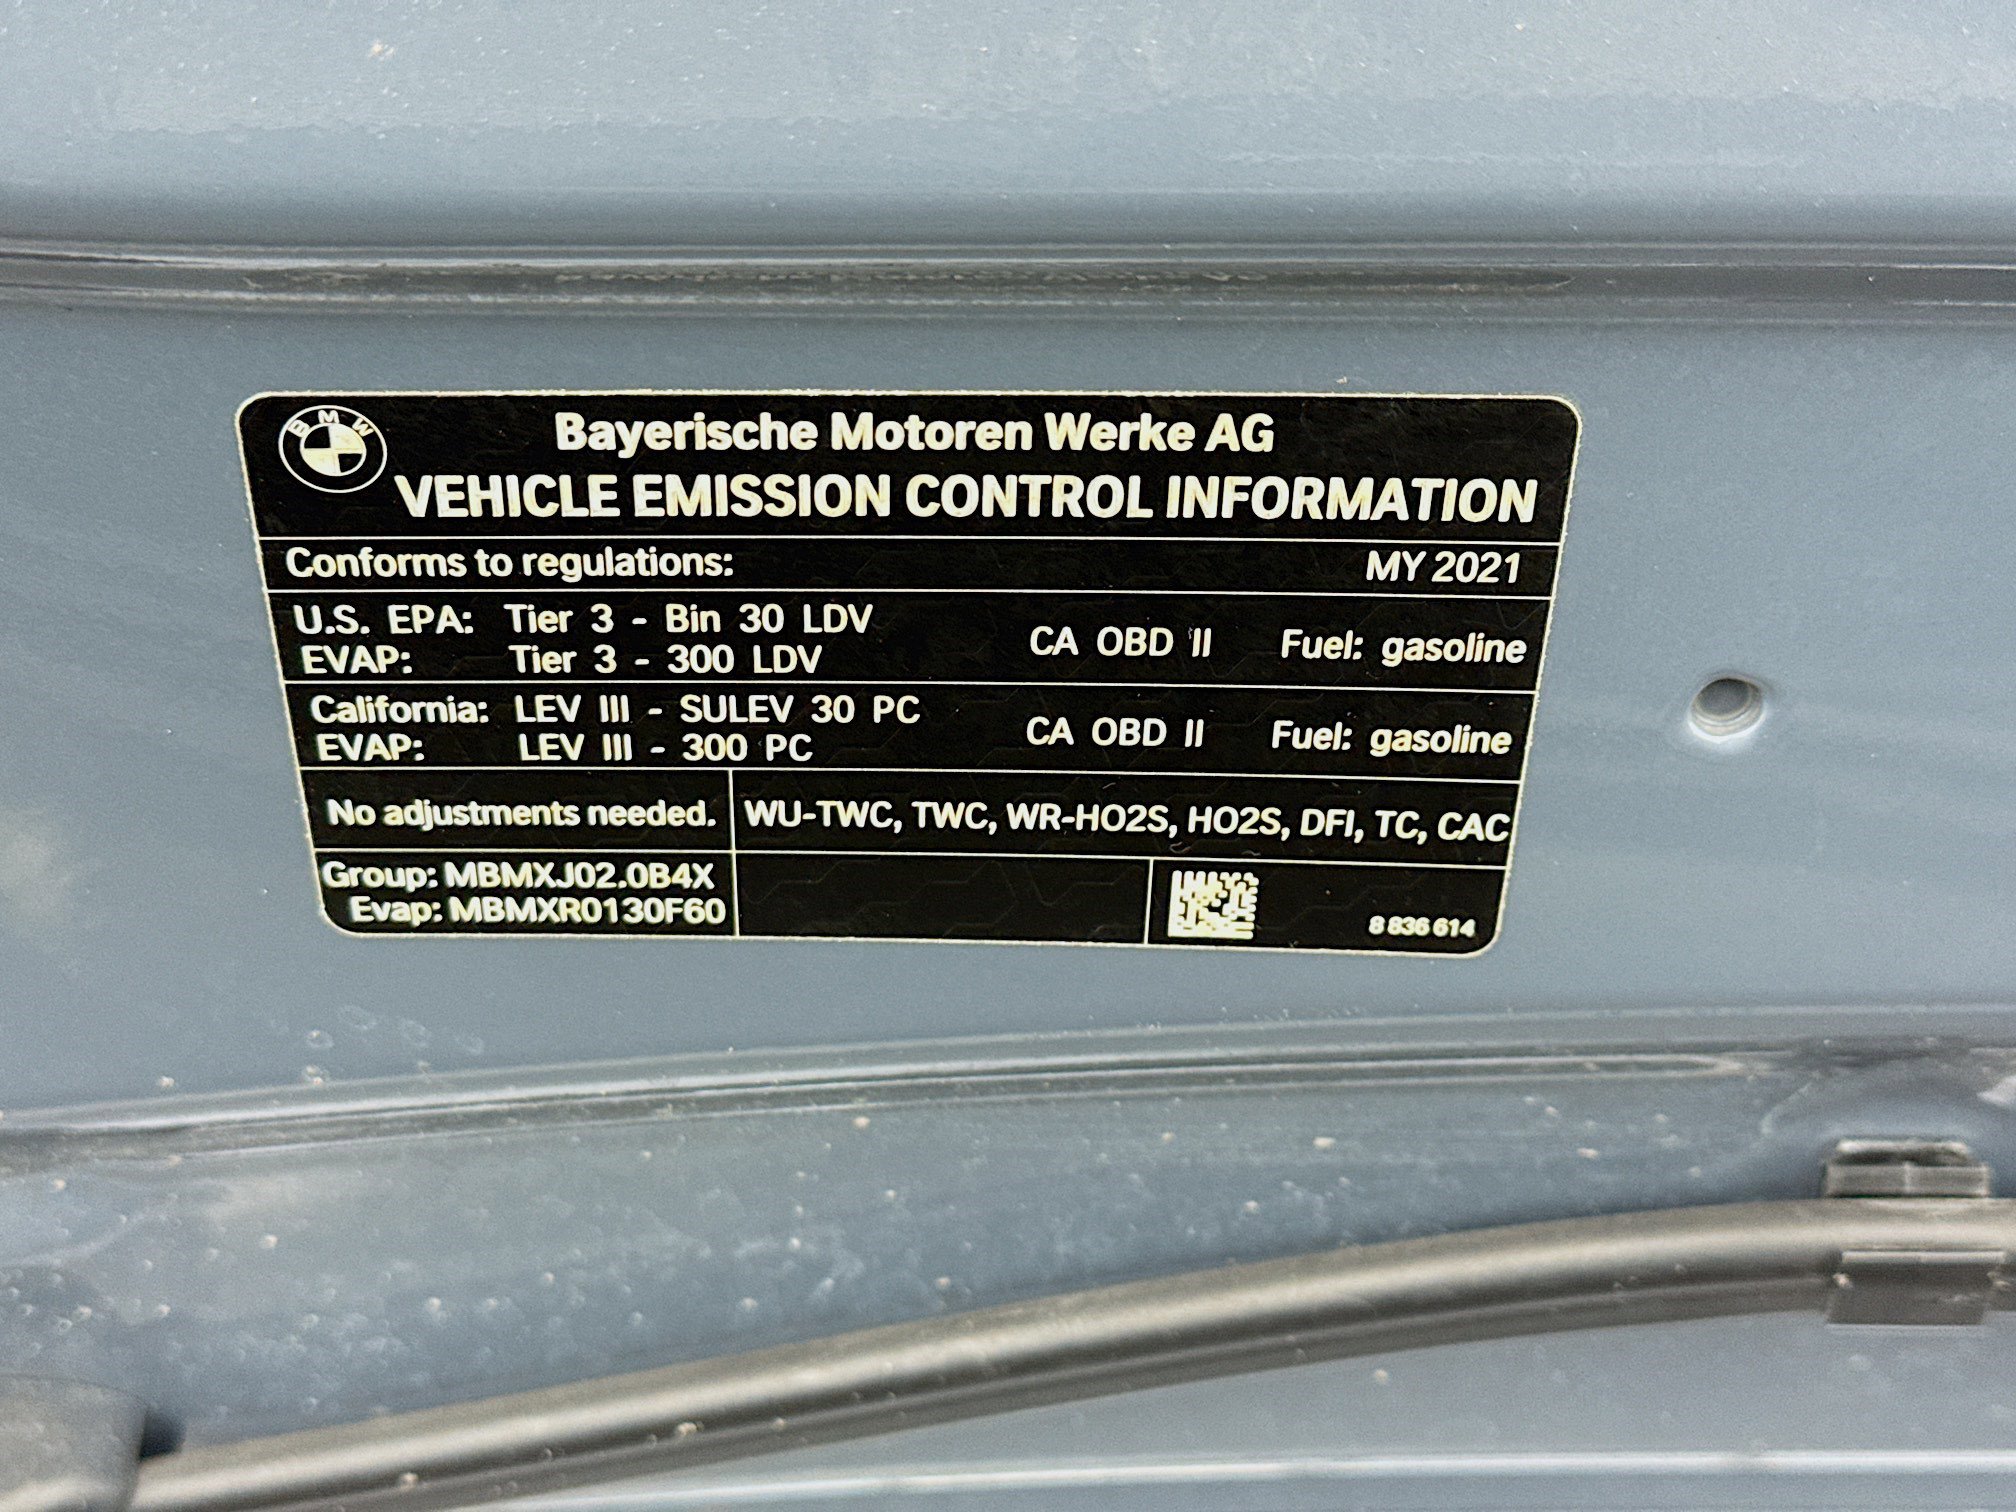 BMW
Bayerische Motoren Werke AG
VEHICLE EMISSION CONTROL INFORMATION
Conforms to regulations: MY 2021
U.S. EPA: Tier 3 - Bin 30 LDV
EVAP: Tier 3 - 300 LDV
CA OBD II Fuel: gasoline
California: LEV III - SULEV 30 PC
EVAP: LEV III - 300 PC
CA OBD II Fuel: gasoline
No adjustments needed. WU-TWC, TWC, WR-HO2S, HO2S, DFI, TC, CAC
Group: MBMXJ02.0B4X
Evap: MBMXR0130F60
8 836 614